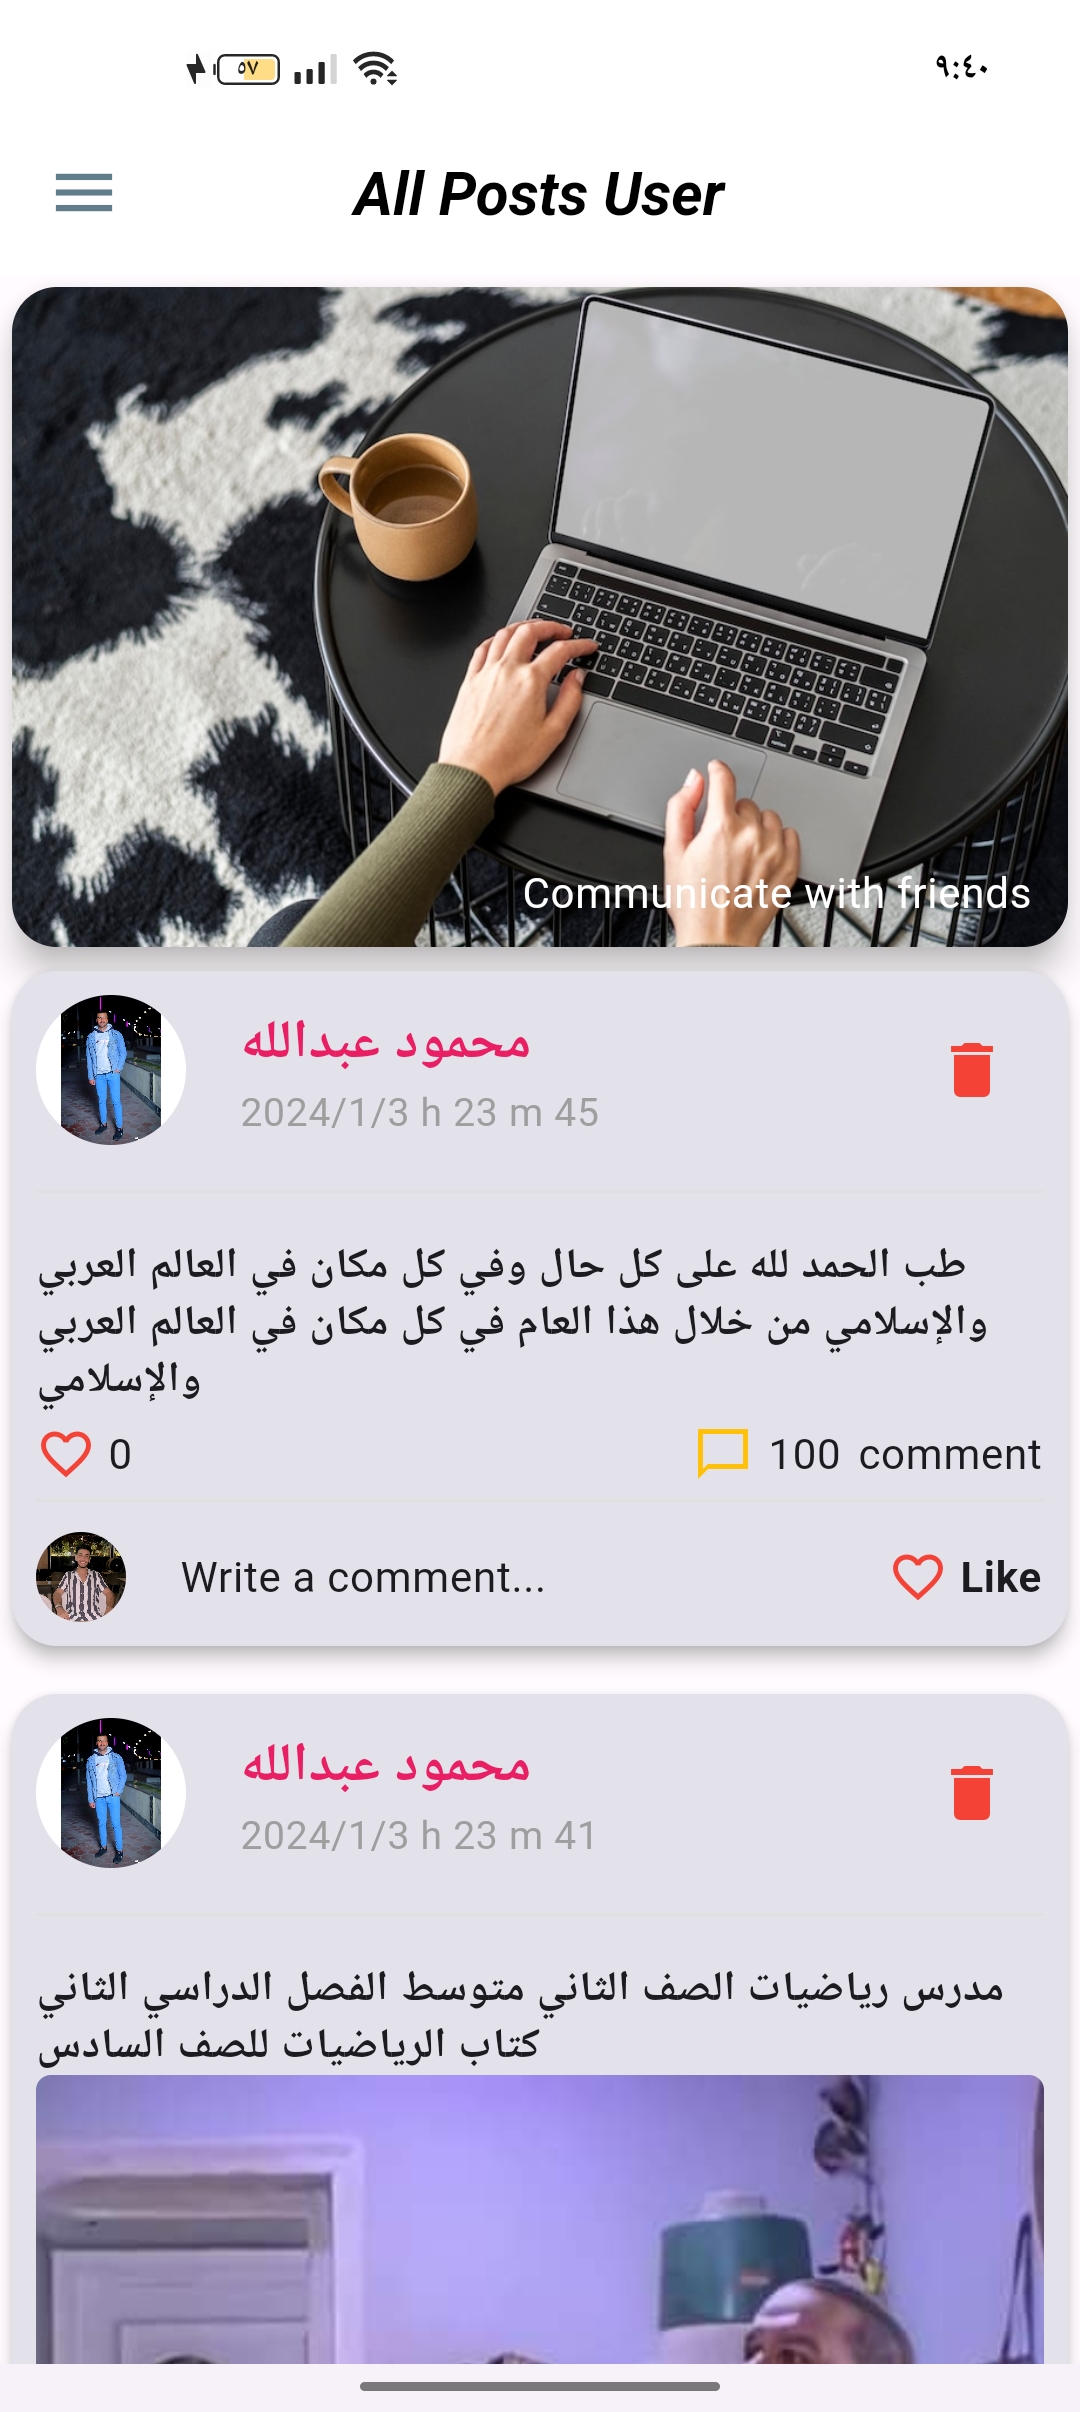 ٥٧
٩:٤٠
All Posts User
Communicate with friends
محمود عبدالله
2024/1/3 h 23 m 45
طب الحمد لله على كل حال وفي كل مكان في العالم العربي
والإسلامي من خلال هذا العام في كل مكان في العالم العربي
والإسلامي
0
100 comment
Write a comment...
Like
محمود عبدالله
2024/1/3 h 23 m 41
مدرس رياضيات الصف الثاني متوسط الفصل الدراسي الثاني
كتاب الرياضيات للصف السادس